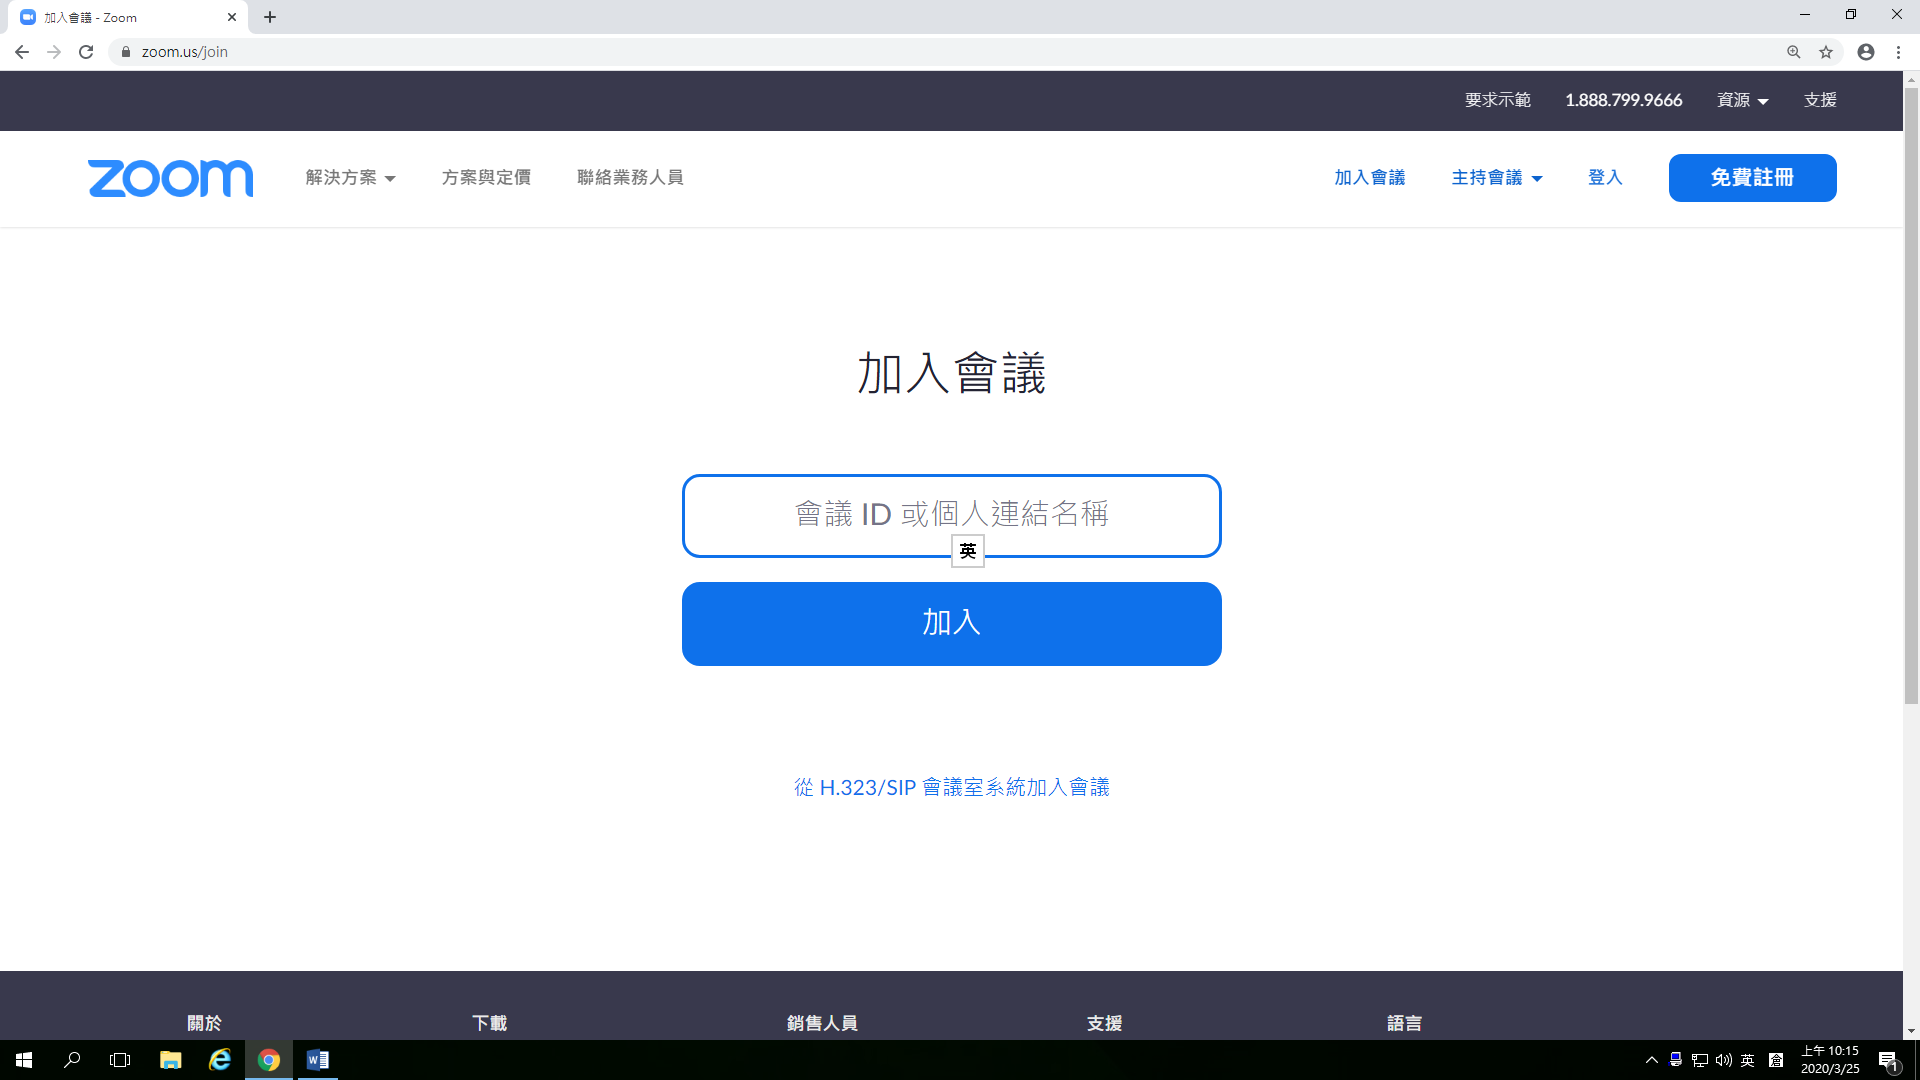 加入會議 - Zoom
zoom.us/join
要求示範 1.888.799.9666 資源 支援
zoom 解決方案 方案與定價 聯絡業務人員 加入會議 主持會議 登入 免費註冊
加入會議
會議 ID 或個人連結名稱
英
加入
從 H.323/SIP 會議室系統加入會議
關於 下載 銷售人員 支援 語言
英 倉 上午 10:15
2020/3/25 1